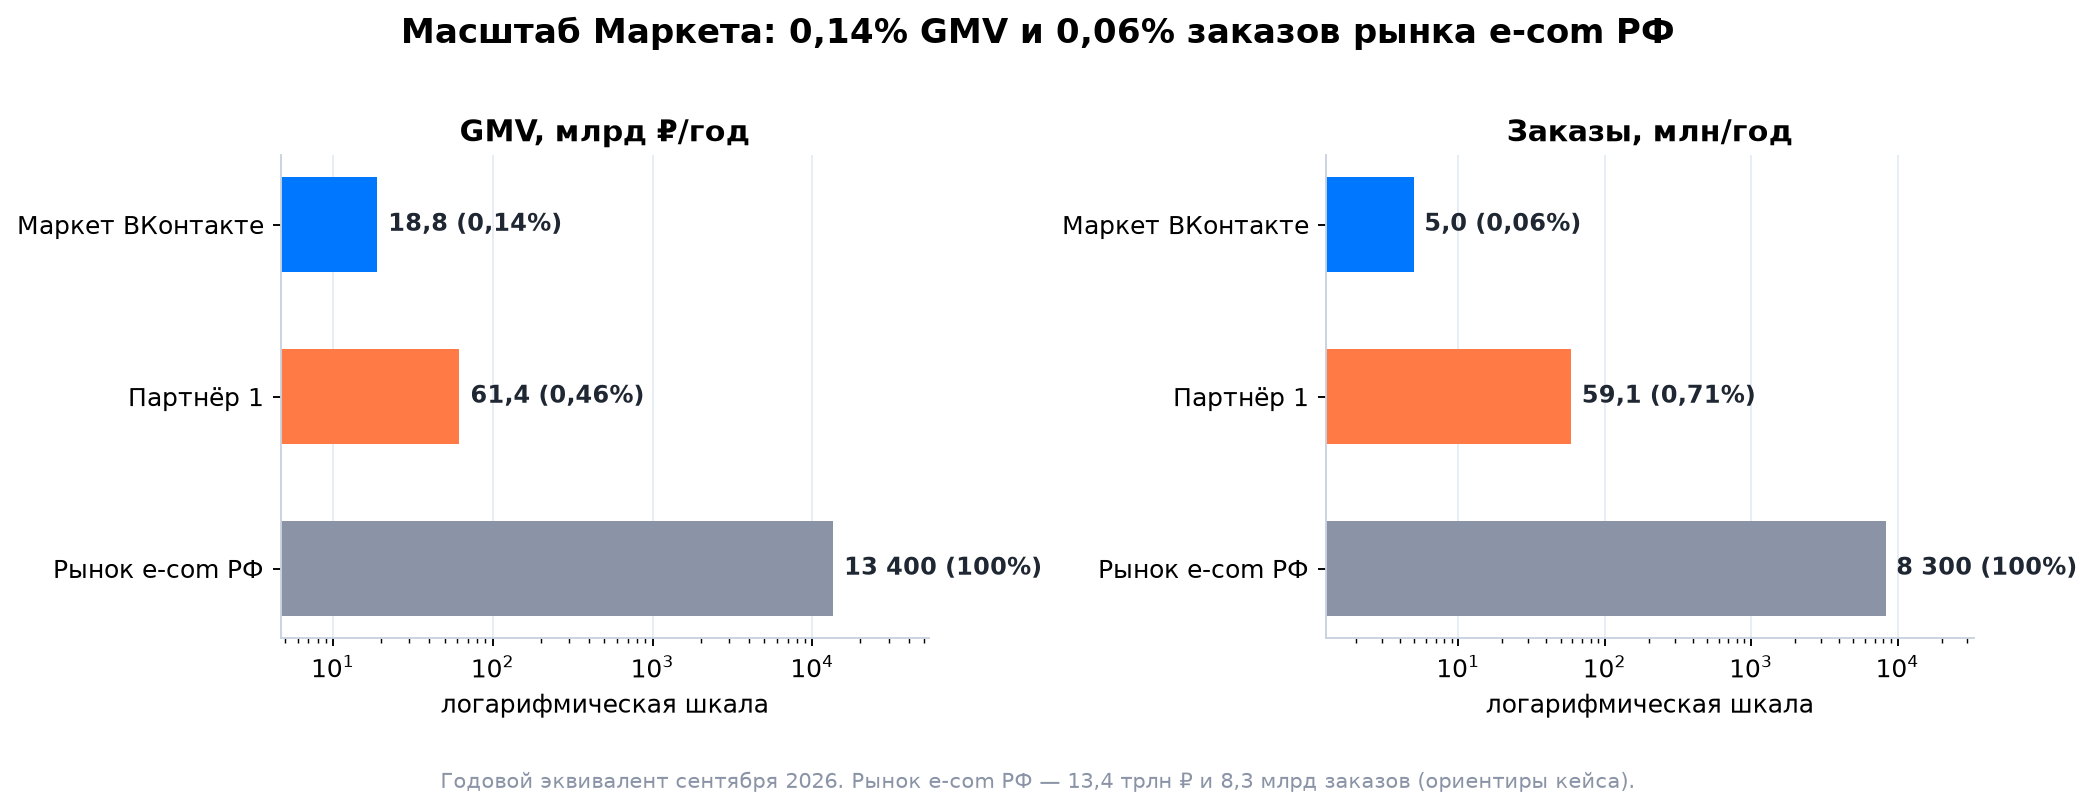 Масштаб Маркета: 0,14% GMV и 0,06% заказов рынка e-com РФ
GMV, млрд ₽/год
Маркет ВКонтакте
18,8 (0,14%)
Партнёр 1
61,4 (0,46%)
Рынок e-com РФ
13 400 (100%)
10¹ 10² 10³ 10⁴
логарифмическая шкала
Заказы, млн/год
Маркет ВКонтакте
5,0 (0,06%)
Партнёр 1
59,1 (0,71%)
Рынок e-com РФ
8 300 (100%)
10¹ 10² 10³ 10⁴
логарифмическая шкала
Годовой эквивалент сентября 2026. Рынок e-com РФ — 13,4 трлн ₽ и 8,3 млрд заказов (ориентиры кейса).